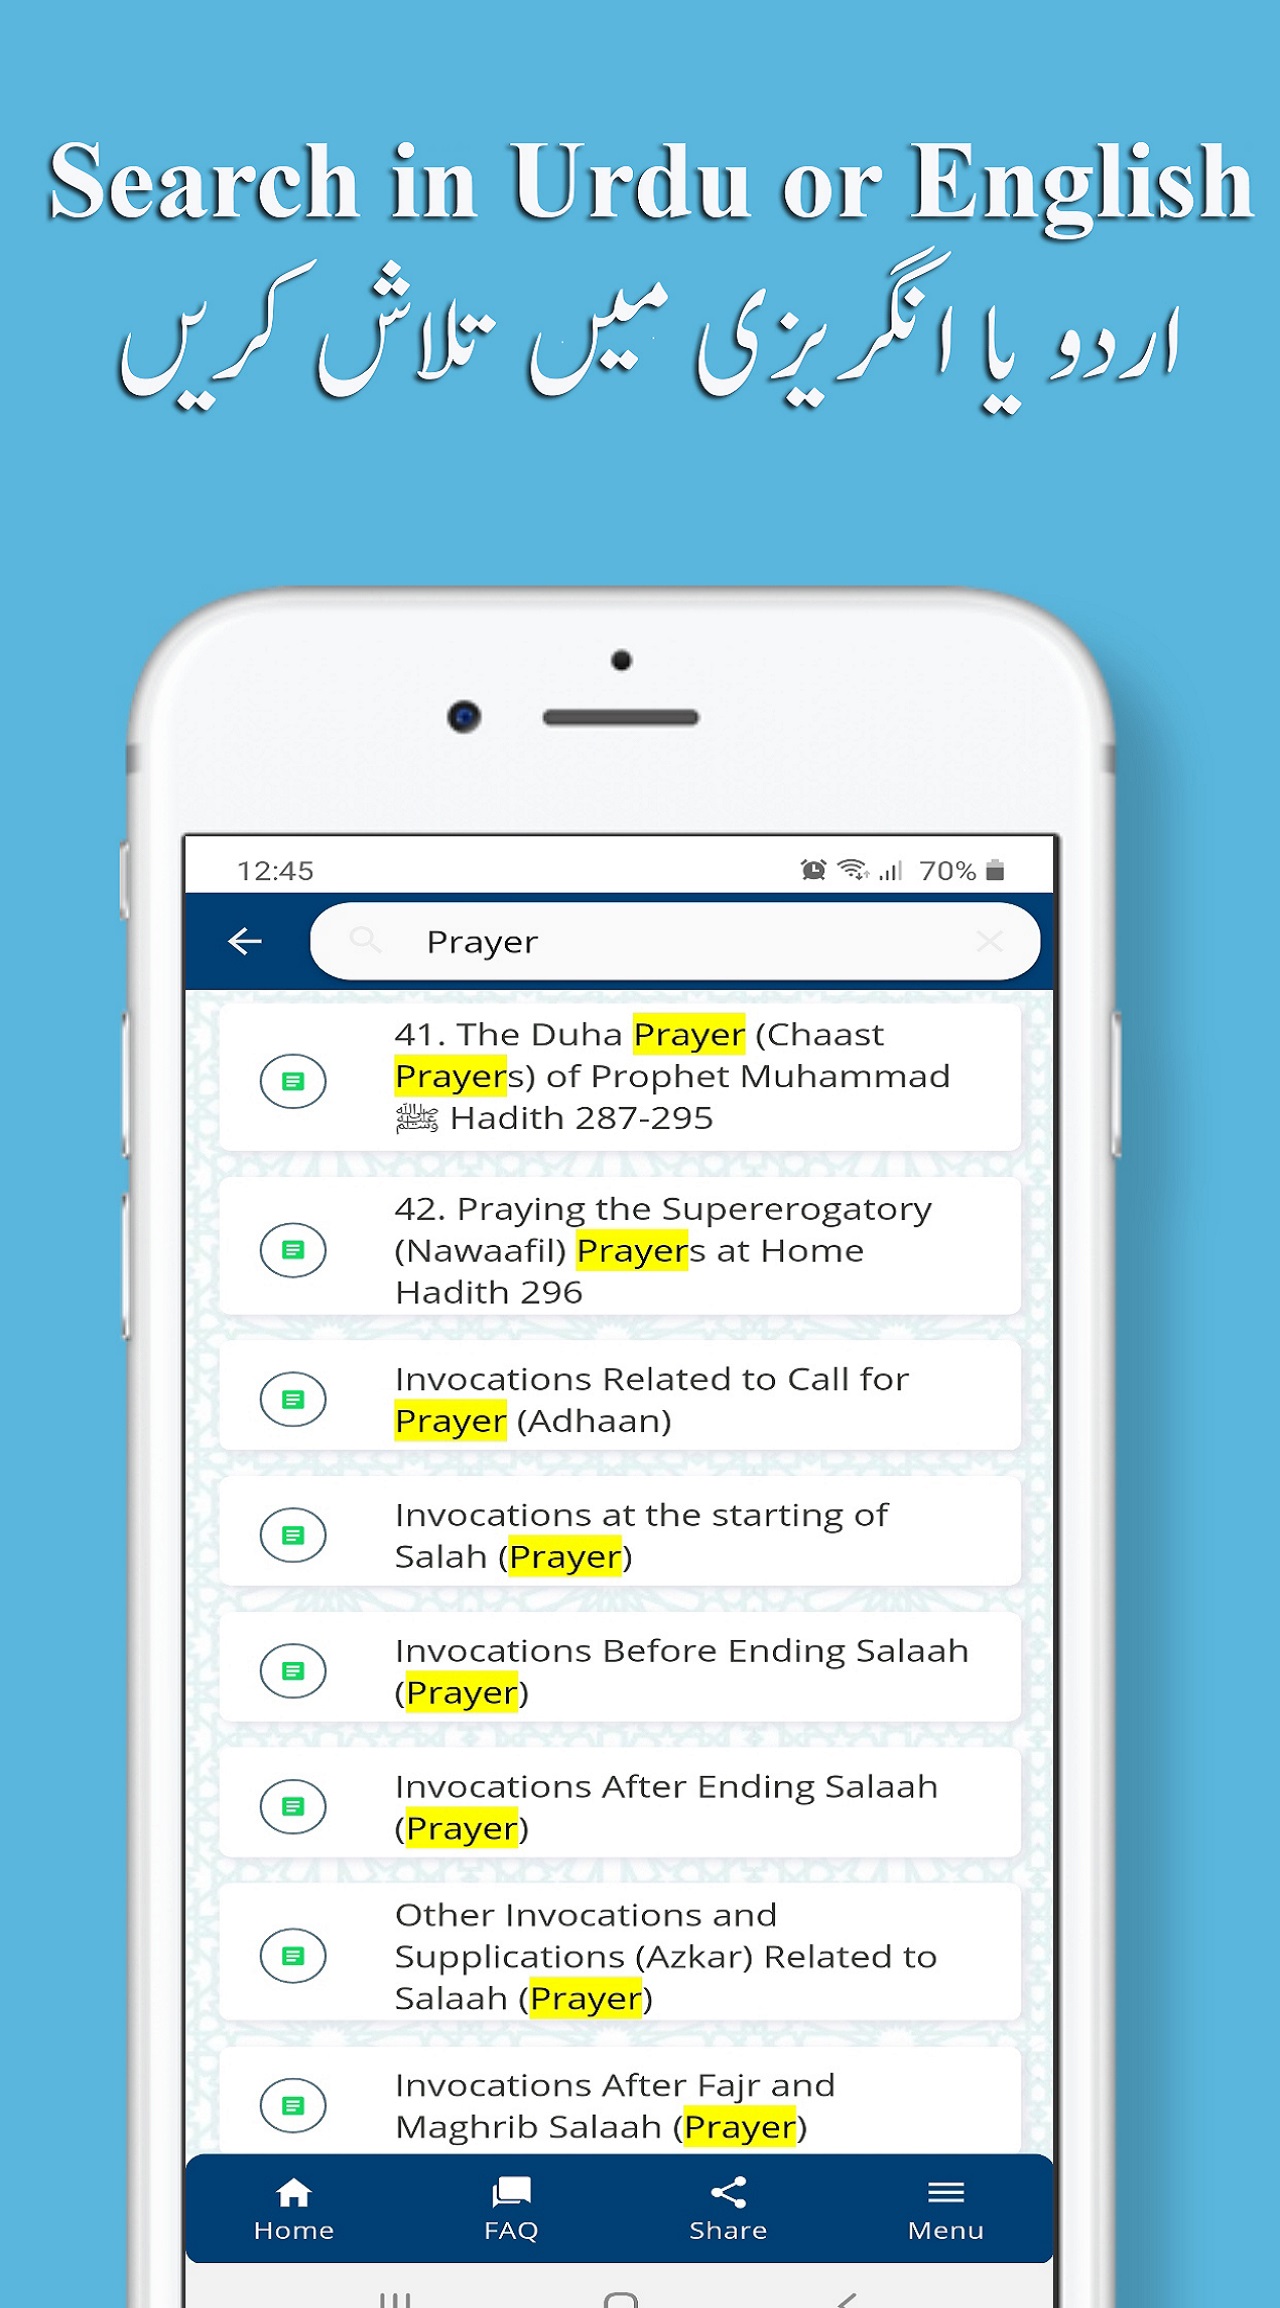 Search in Urdu or English
اردو یا انگریزی میں تلاش کریں
12:45
70%
Prayer
41. The Duha Prayer (Chaast
Prayers) of Prophet Muhammad
ﷺ Hadith 287-295
42. Praying the Supererogatory
(Nawaafil) Prayers at Home
Hadith 296
Invocations Related to Call for
Prayer (Adhaan)
Invocations at the starting of
Salah (Prayer)
Invocations Before Ending Salaah
(Prayer)
Invocations After Ending Salaah
(Prayer)
Other Invocations and
Supplications (Azkar) Related to
Salaah (Prayer)
Invocations After Fajr and
Maghrib Salaah (Prayer)
Home
FAQ
Share
Menu